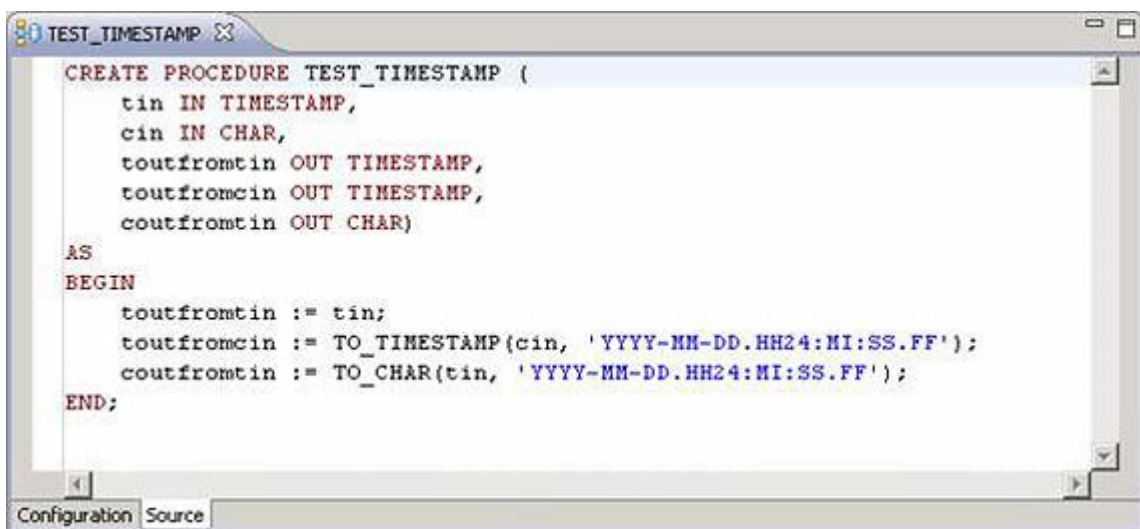 TEST_TIMESTAMP
CREATE PROCEDURE TEST_TIMESTAMP (
    tin IN TIMESTAMP,
    cin IN CHAR,
    toutfromtin OUT TIMESTAMP,
    toutfromcin OUT TIMESTAMP,
    coutfromtin OUT CHAR)
AS
BEGIN
    toutfromtin := tin;
    toutfromcin := TO_TIMESTAMP(cin, 'YYYY-MM-DD.HH24:MI:SS.FF');
    coutfromtin := TO_CHAR(tin, 'YYYY-MM-DD.HH24:MI:SS.FF');
END;
Configuration Source